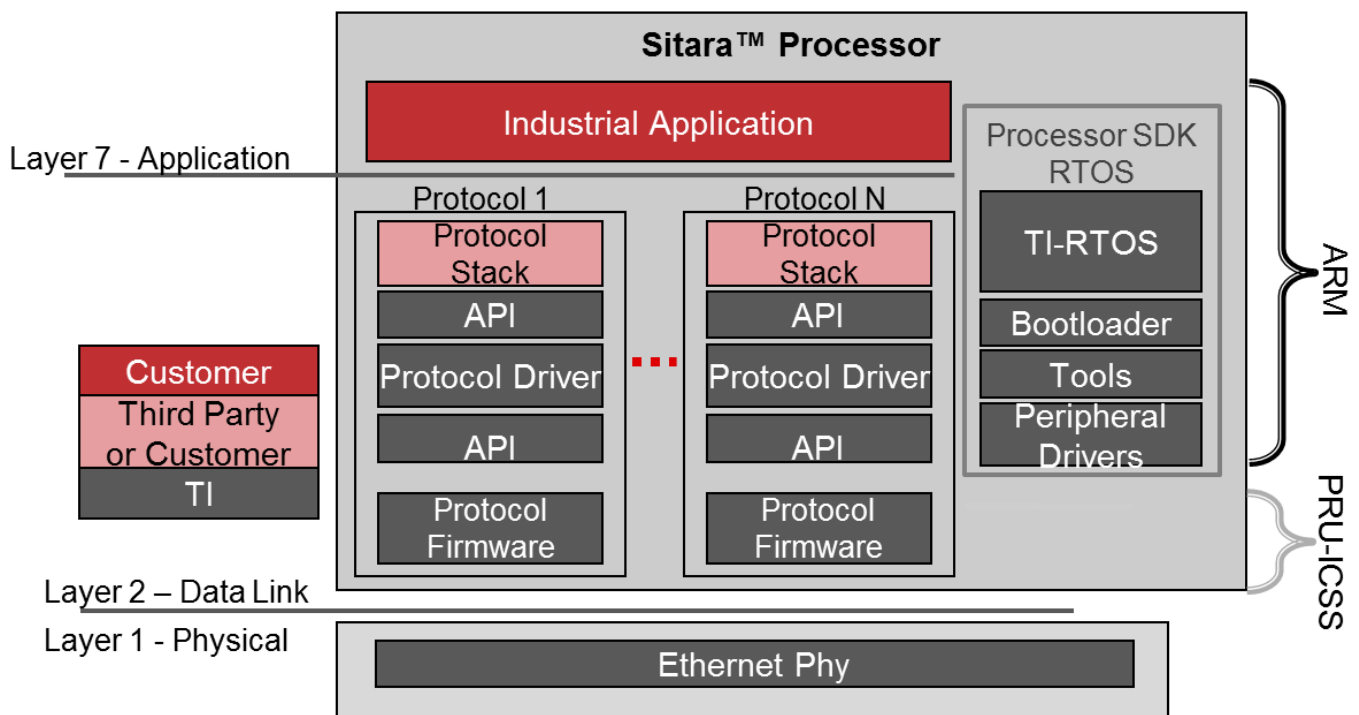 Sitara™ Processor
Industrial Application
Layer 7 - Application
Protocol 1
Protocol
Stack
API
Protocol Driver
API
Protocol
Firmware
Protocol N
Protocol
Stack
API
Protocol Driver
API
Protocol
Firmware
Processor SDK
RTOS
TI-RTOS
Bootloader
Tools
Peripheral
Drivers
ARM
PRU-ICSS
Customer
Third Party
or Customer
TI
Layer 2 – Data Link
Layer 1 - Physical
Ethernet Phy